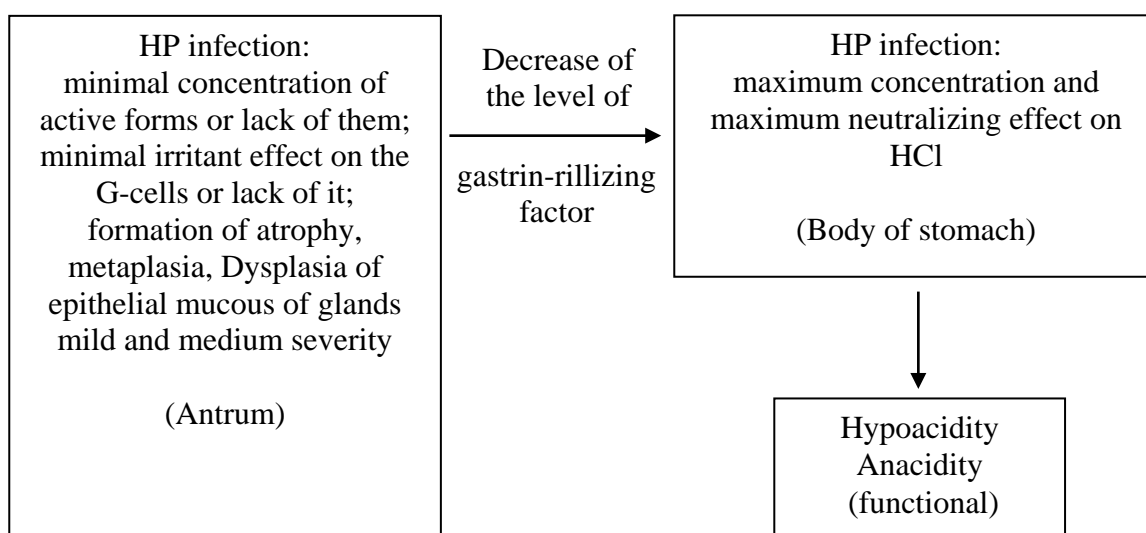 HP infection:
minimal concentration of
active forms or lack of them;
minimal irritant effect on the
G-cells or lack of it;
formation of atrophy,
metaplasia, Dysplasia of
epithelial mucous of glands
mild and medium severity
(Antrum)
Decrease of
the level of
gastrin-rillizing
factor
HP infection:
maximum concentration and
maximum neutralizing effect on
HCl
(Body of stomach)
Hypoacidity
Anacidity
(functional)